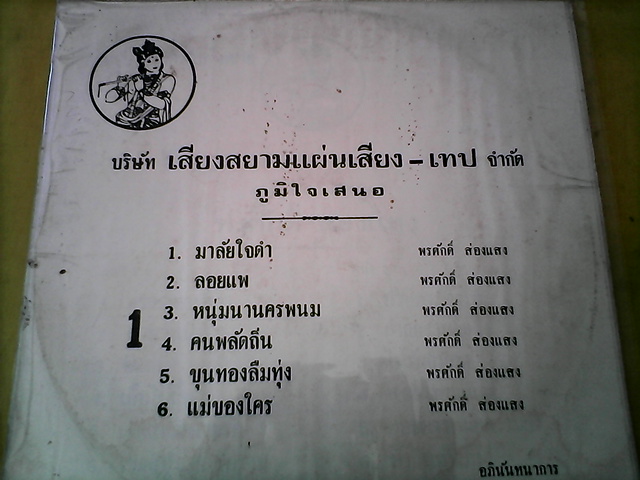 บริษัท เสียงสยามแผ่นเสียง – เทป จำกัด
ภูมิใจเสนอ
1
1. มาลัยใจดำ พรศักดิ์ ส่องแสง
2. ลอยแพ พรศักดิ์ ส่องแสง
3. หนุ่มนานครพนม พรศักดิ์ ส่องแสง
4. คนพลัดถิ่น พรศักดิ์ ส่องแสง
5. ขุนทองลืมทุ่ง พรศักดิ์ ส่องแสง
6. แม่ของใคร พรศักดิ์ ส่องแสง
อภินันทนาการ